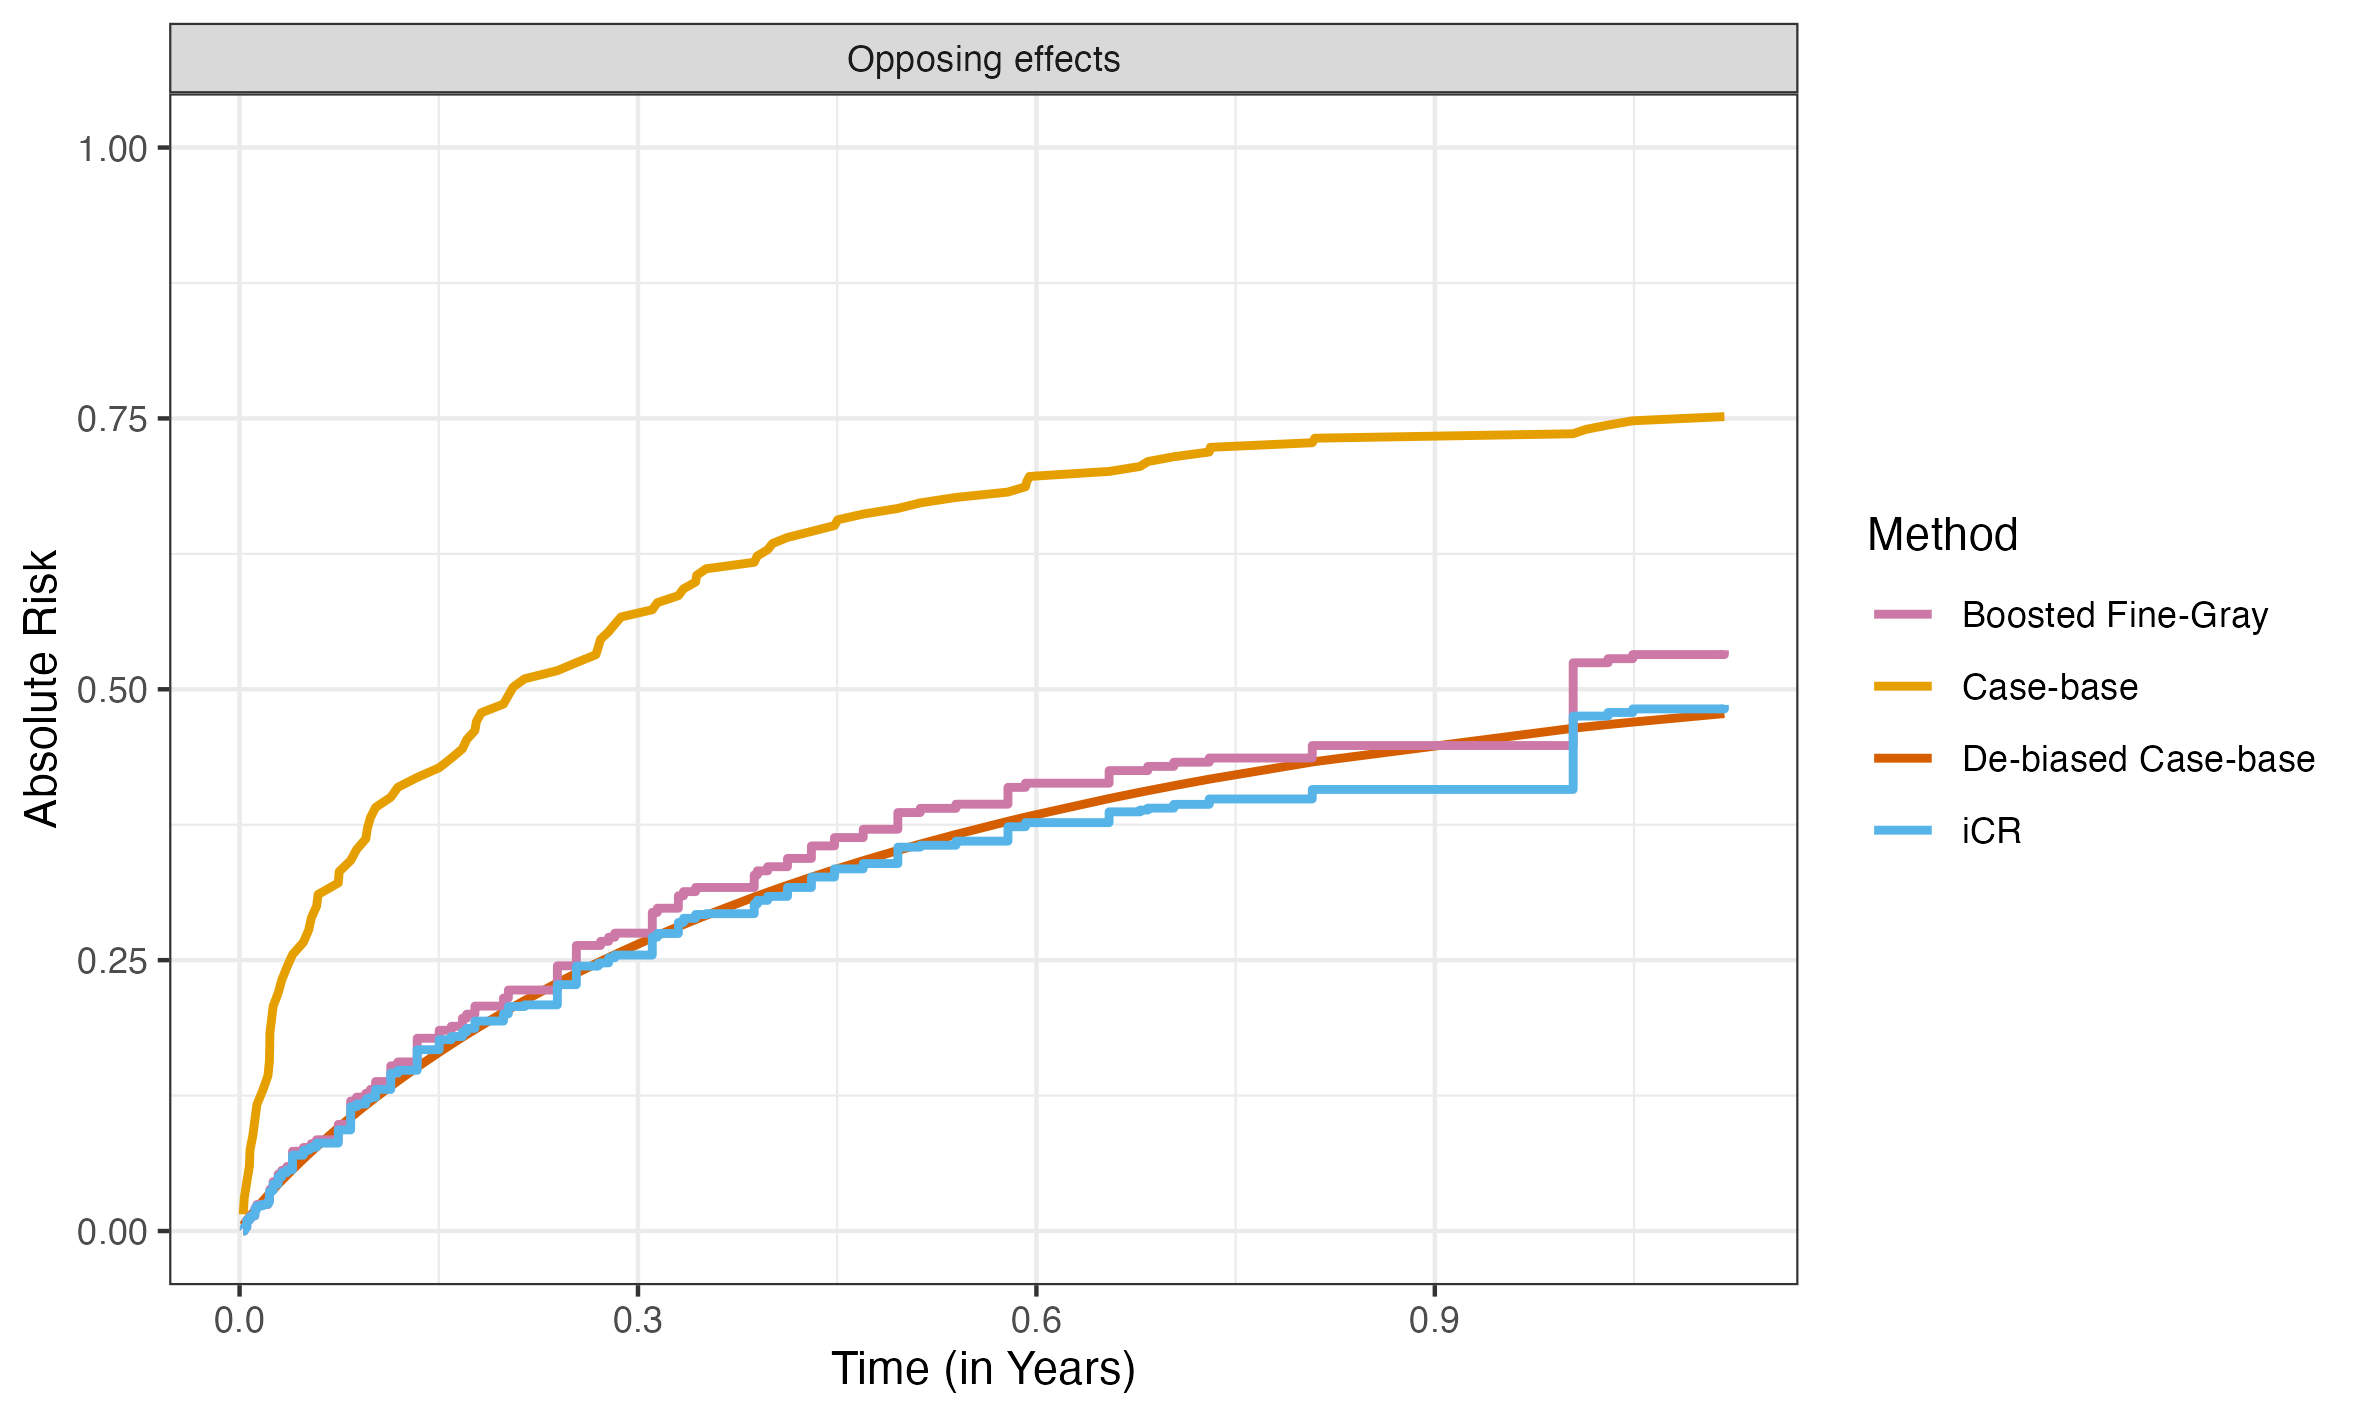 Opposing effects
1.00
0.75
0.50
0.25
0.00
Absolute Risk
0.0
0.3
0.6
0.9
Time (in Years)
Method
Boosted Fine-Gray
Case-base
De-biased Case-base
iCR